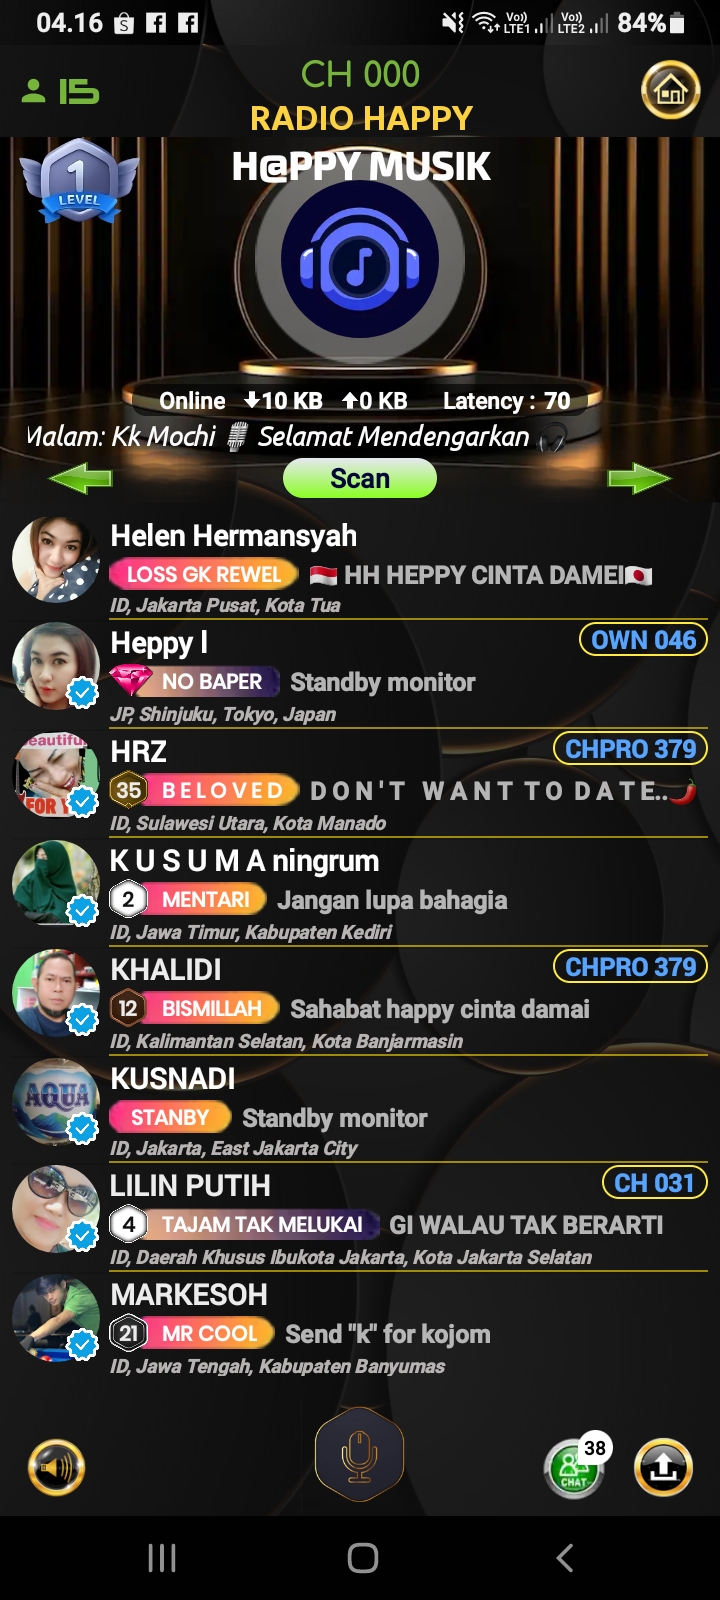 04.16 84%
Vo) LTE1 Vo) LTE2
15
CH 000
RADIO HAPPY
1 LEVEL
H@PPY MUSIK
Online 🡇10 KB 🡅0 KB Latency : 70
Malam: Kk Mochi 🎙 Selamat Mendengarkan 🎧
Scan
Helen Hermansyah
LOSS GK REWEL 🇮🇩 HH HEPPY CINTA DAMEI🇯🇵
ID, Jakarta Pusat, Kota Tua
Heppy l OWN 046
NO BAPER Standby monitor
JP, Shinjuku, Tokyo, Japan
HRZ CHPRO 379
35 B E L O V E D D O N ' T W A N T T O D A T E..🌶
ID, Sulawesi Utara, Kota Manado
K U S U M A ningrum
2 MENTARI Jangan lupa bahagia
ID, Jawa Timur, Kabupaten Kediri
KHALIDI CHPRO 379
12 BISMILLAH Sahabat happy cinta damai
ID, Kalimantan Selatan, Kota Banjarmasin
AQUA
KUSNADI
STANBY Standby monitor
ID, Jakarta, East Jakarta City
LILIN PUTIH CH 031
4 TAJAM TAK MELUKAI GI WALAU TAK BERARTI
ID, Daerah Khusus Ibukota Jakarta, Kota Jakarta Selatan
MARKESOH
21 MR COOL Send "k" for kojom
ID, Jawa Tengah, Kabupaten Banyumas
38
CHAT